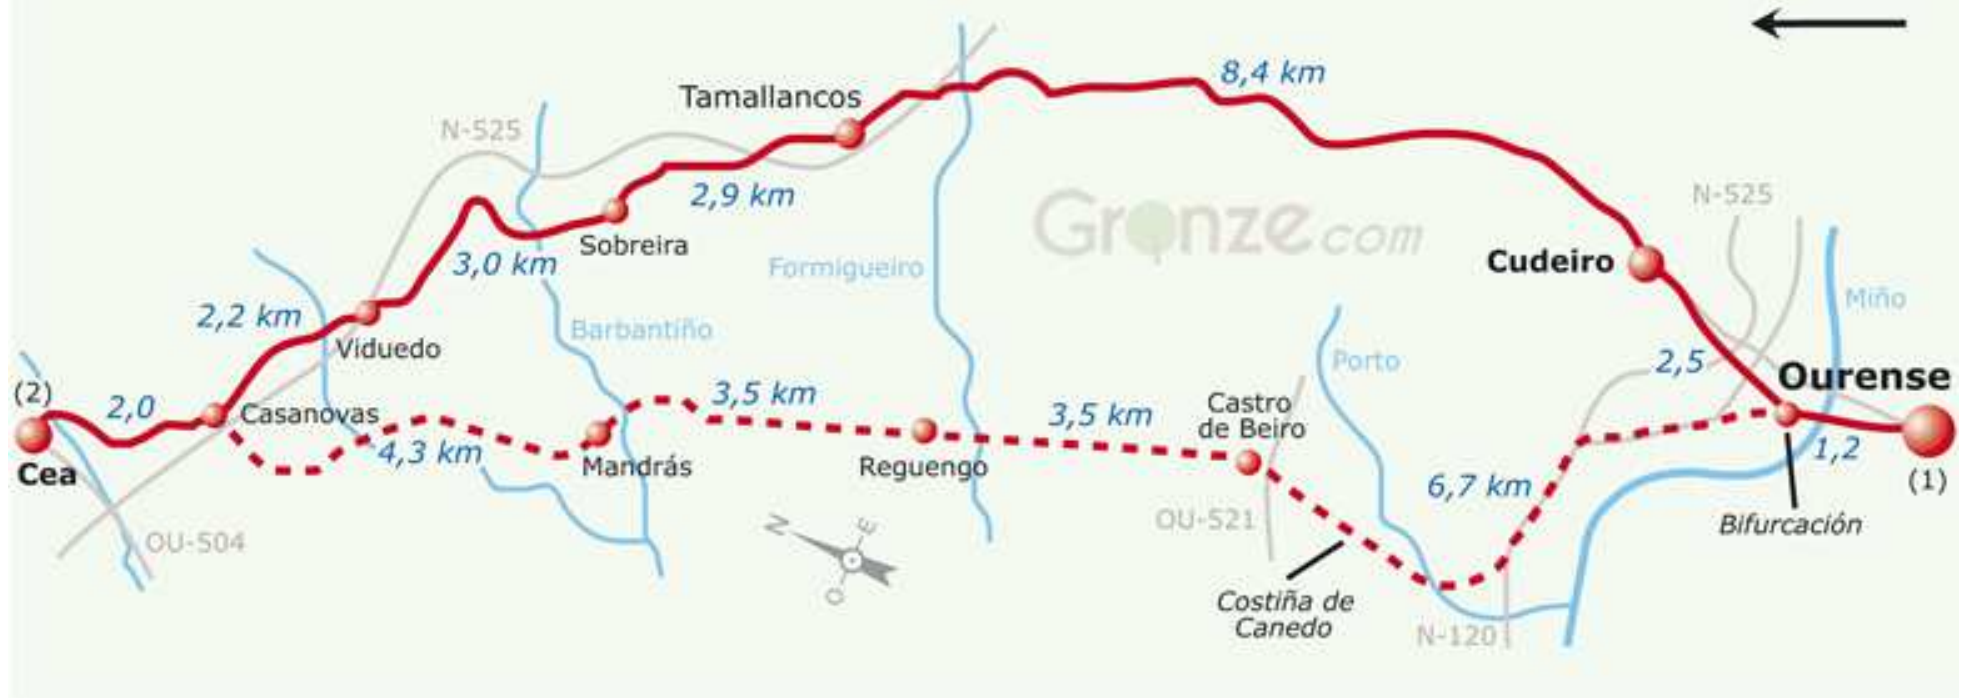 8,4 km
Tamallancos
N-525
2,9 km
N-525
Sobreira
Gronze.com
Cudeiro
3,0 km
Formigueiro
Miño
2,2 km
Barbantiño
Viduedo
Porto
2,5
Ourense
(2)
2,0
3,5 km
Casanovas
3,5 km
Castro
de Beiro
4,3 km
1,2
Cea
Mandrás
Reguengo
6,7 km
(1)
OU-504
N
E
O
OU-521
Bifurcación
Costiña de
Canedo
N-120